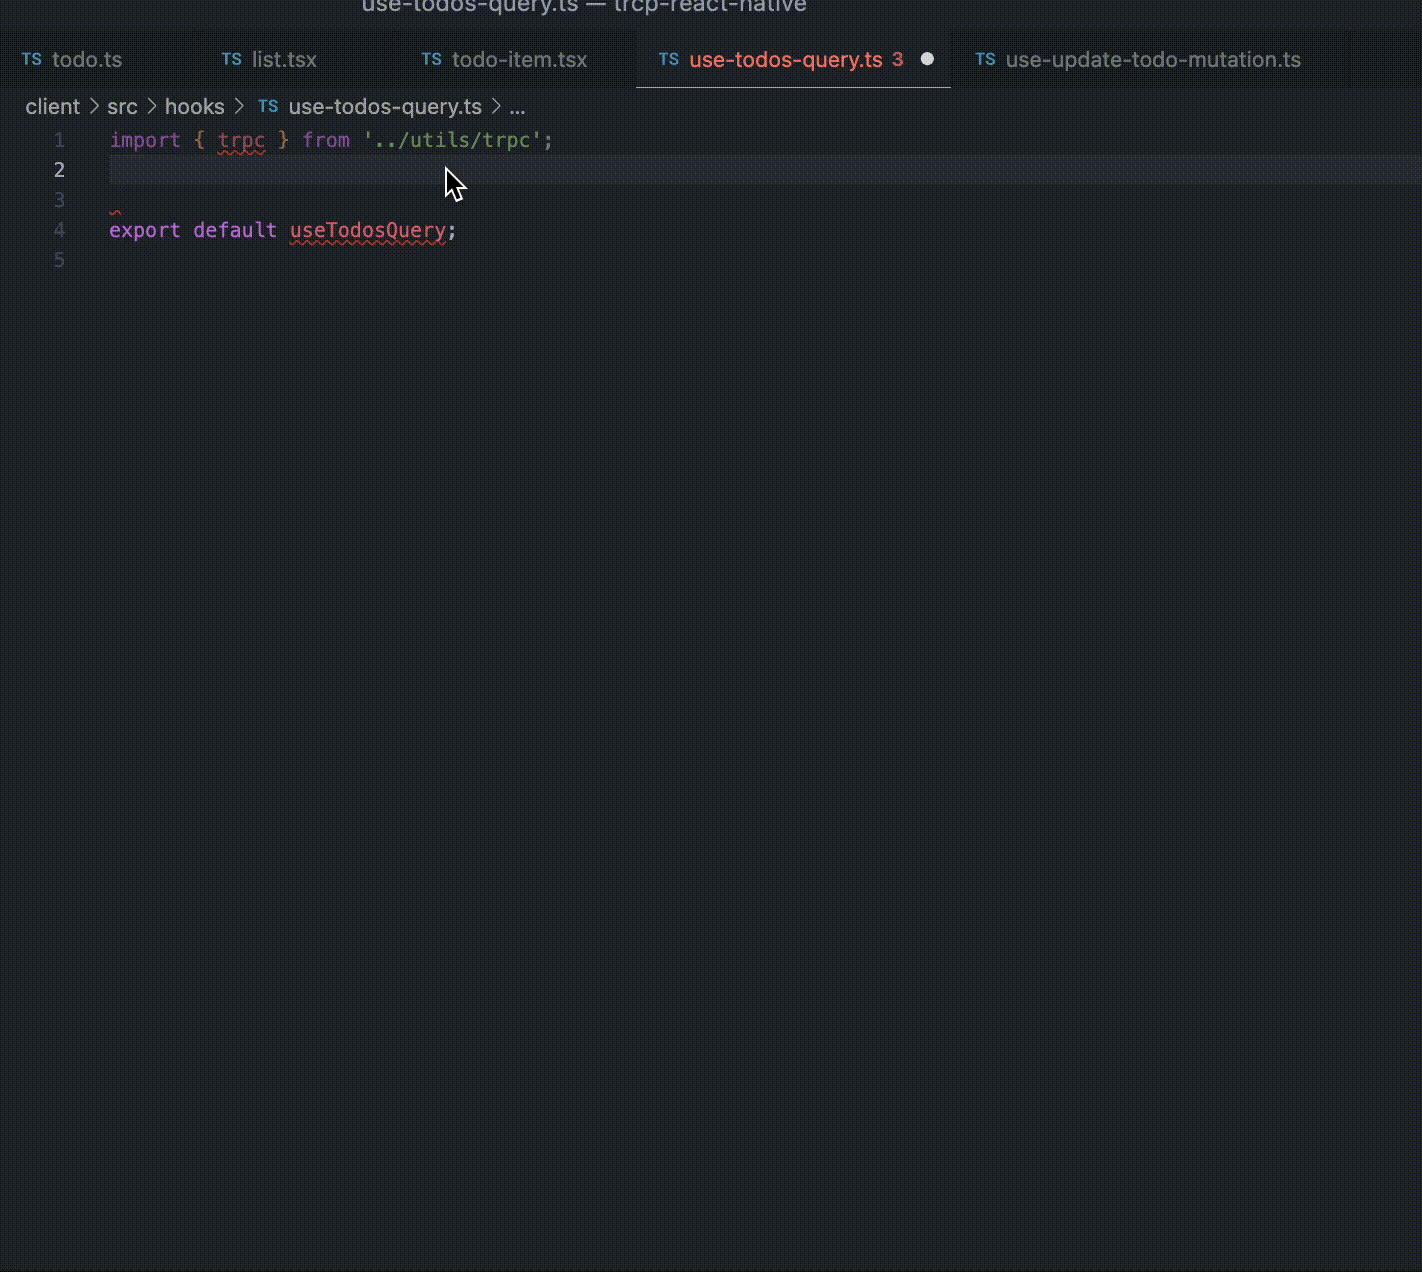 use-todos-query.ts — trcp-react-native
TS todo.ts TS list.tsx TS todo-item.tsx TS use-todos-query.ts 3 TS use-update-todo-mutation.ts
client > src > hooks > TS use-todos-query.ts > ...
1 import { trpc } from '../utils/trpc';
2
3
4 export default useTodosQuery;
5